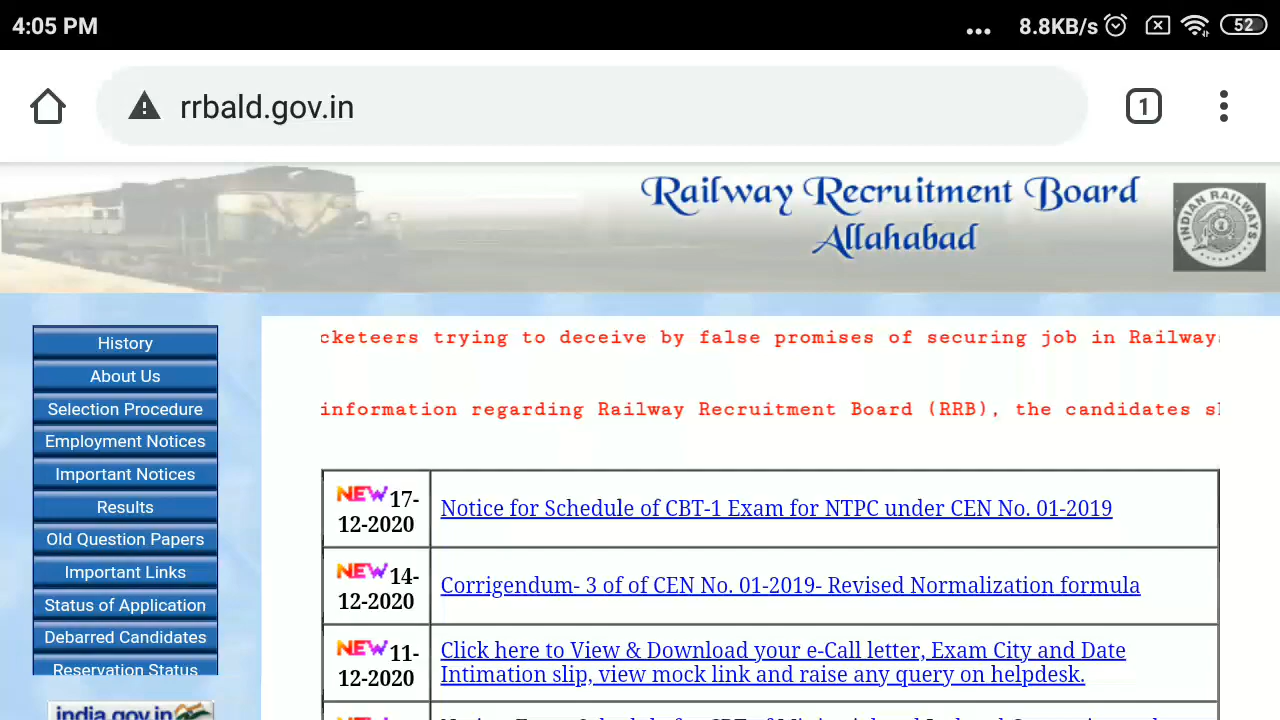 4:05 PM
8.8KB/s
52
rrbald.gov.in
1
Railway Recruitment Board
Allahabad
INDIAN RAILWAYS
History
About Us
Selection Procedure
Employment Notices
Important Notices
Results
Old Question Papers
Important Links
Status of Application
Debarred Candidates
Reservation Status
india.gov.in
cketeers trying to deceive by false promises of securing job in Railways
information regarding Railway Recruitment Board (RRB), the candidates
NEW 17-
12-2020
Notice for Schedule of CBT-1 Exam for NTPC under CEN No. 01-2019
NEW 14-
12-2020
Corrigendum- 3 of of CEN No. 01-2019- Revised Normalization formula
NEW 11-
12-2020
Click here to View & Download your e-Call letter, Exam City and Date
Intimation slip, view mock link and raise any query on helpdesk.